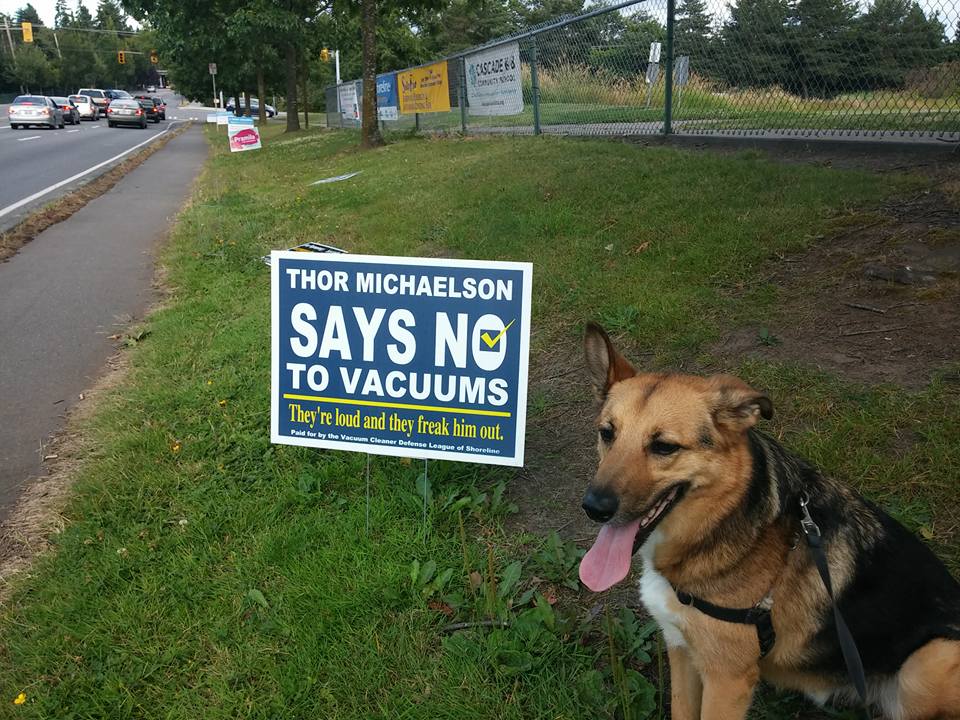 THOR MICHAELSON
SAYS NO
TO VACUUMS
They're loud and they freak him out.
Paid for by the Vacuum Cleaner Defense League of Shoreline
CASCADE K-8
COMMUNITY SCHOOL